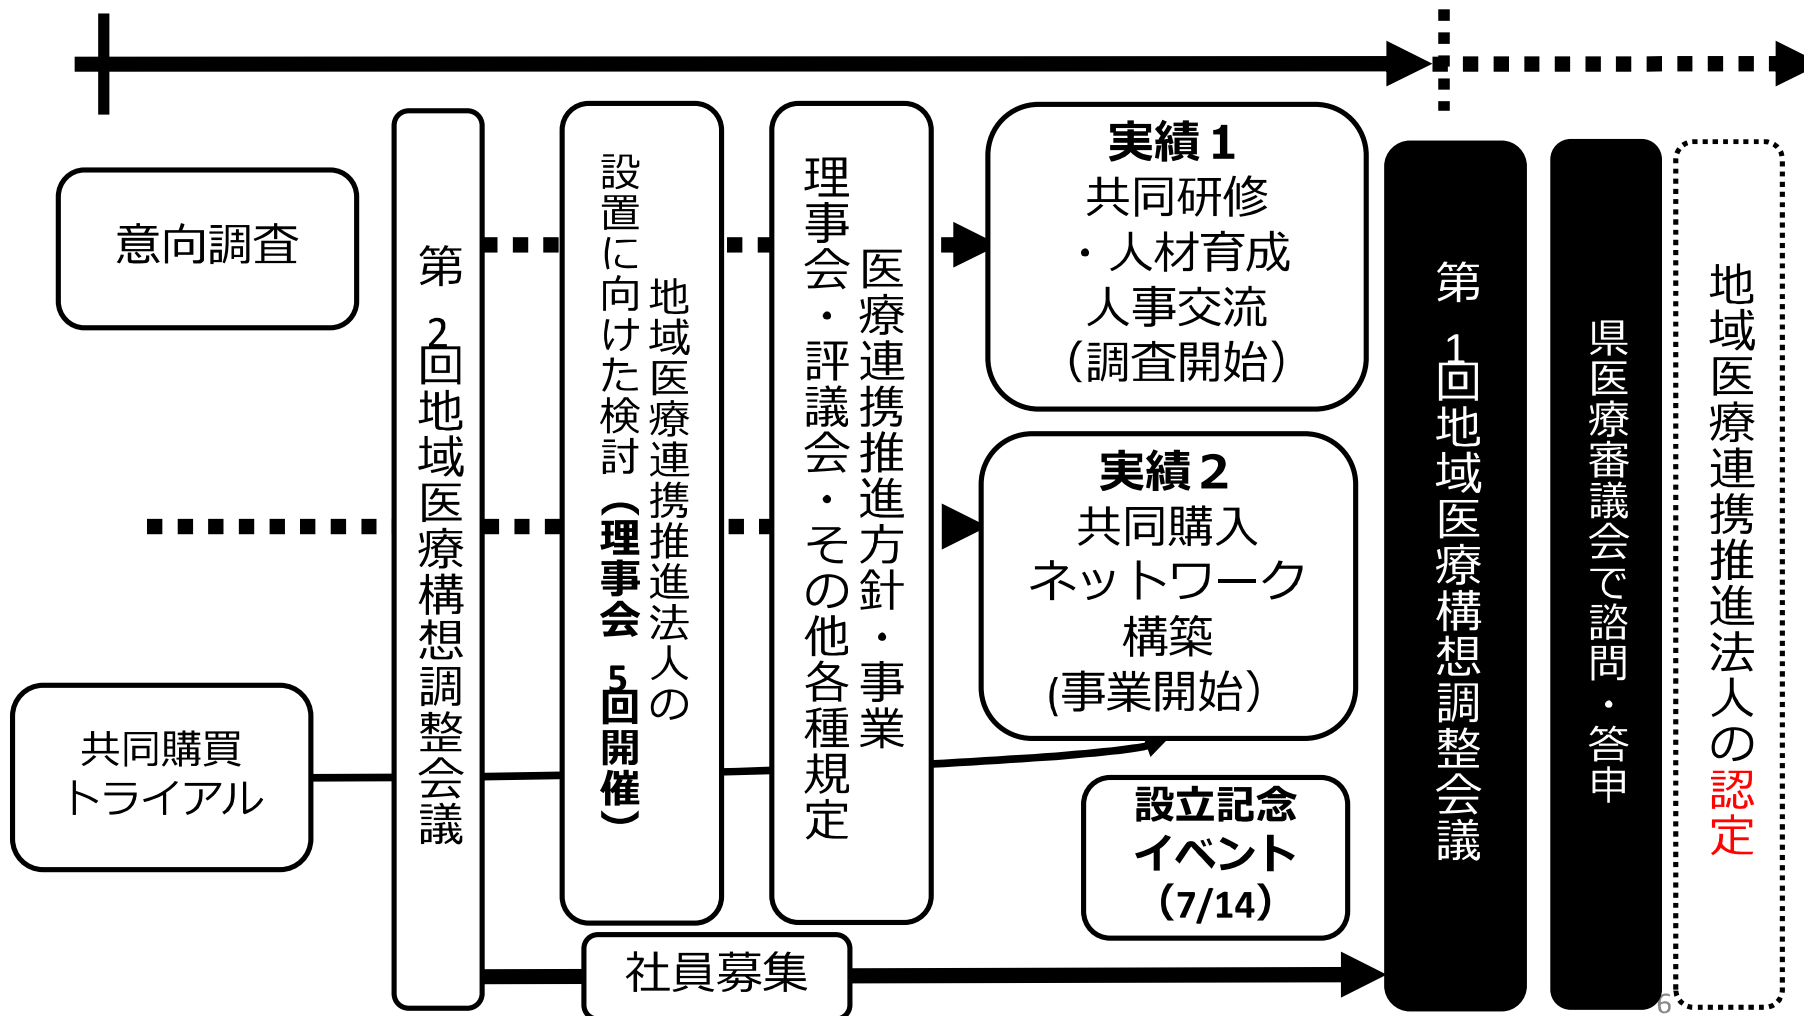 意向調査
共同購買
トライアル
第2回地域医療構想調整会議
地域医療連携推進法人の
設置に向けた検討（理事会5回開催）
医療連携推進方針・事業
理事会・評議会・その他各種規定
社員募集
実績１
共同研修
・人材育成
人事交流
（調査開始）
実績２
共同購入
ネットワーク
構築
(事業開始）
設立記念
イベント
（7/14）
第1回地域医療構想調整会議
県医療審議会で諮問・答申
地域医療連携推進法人の認定
6